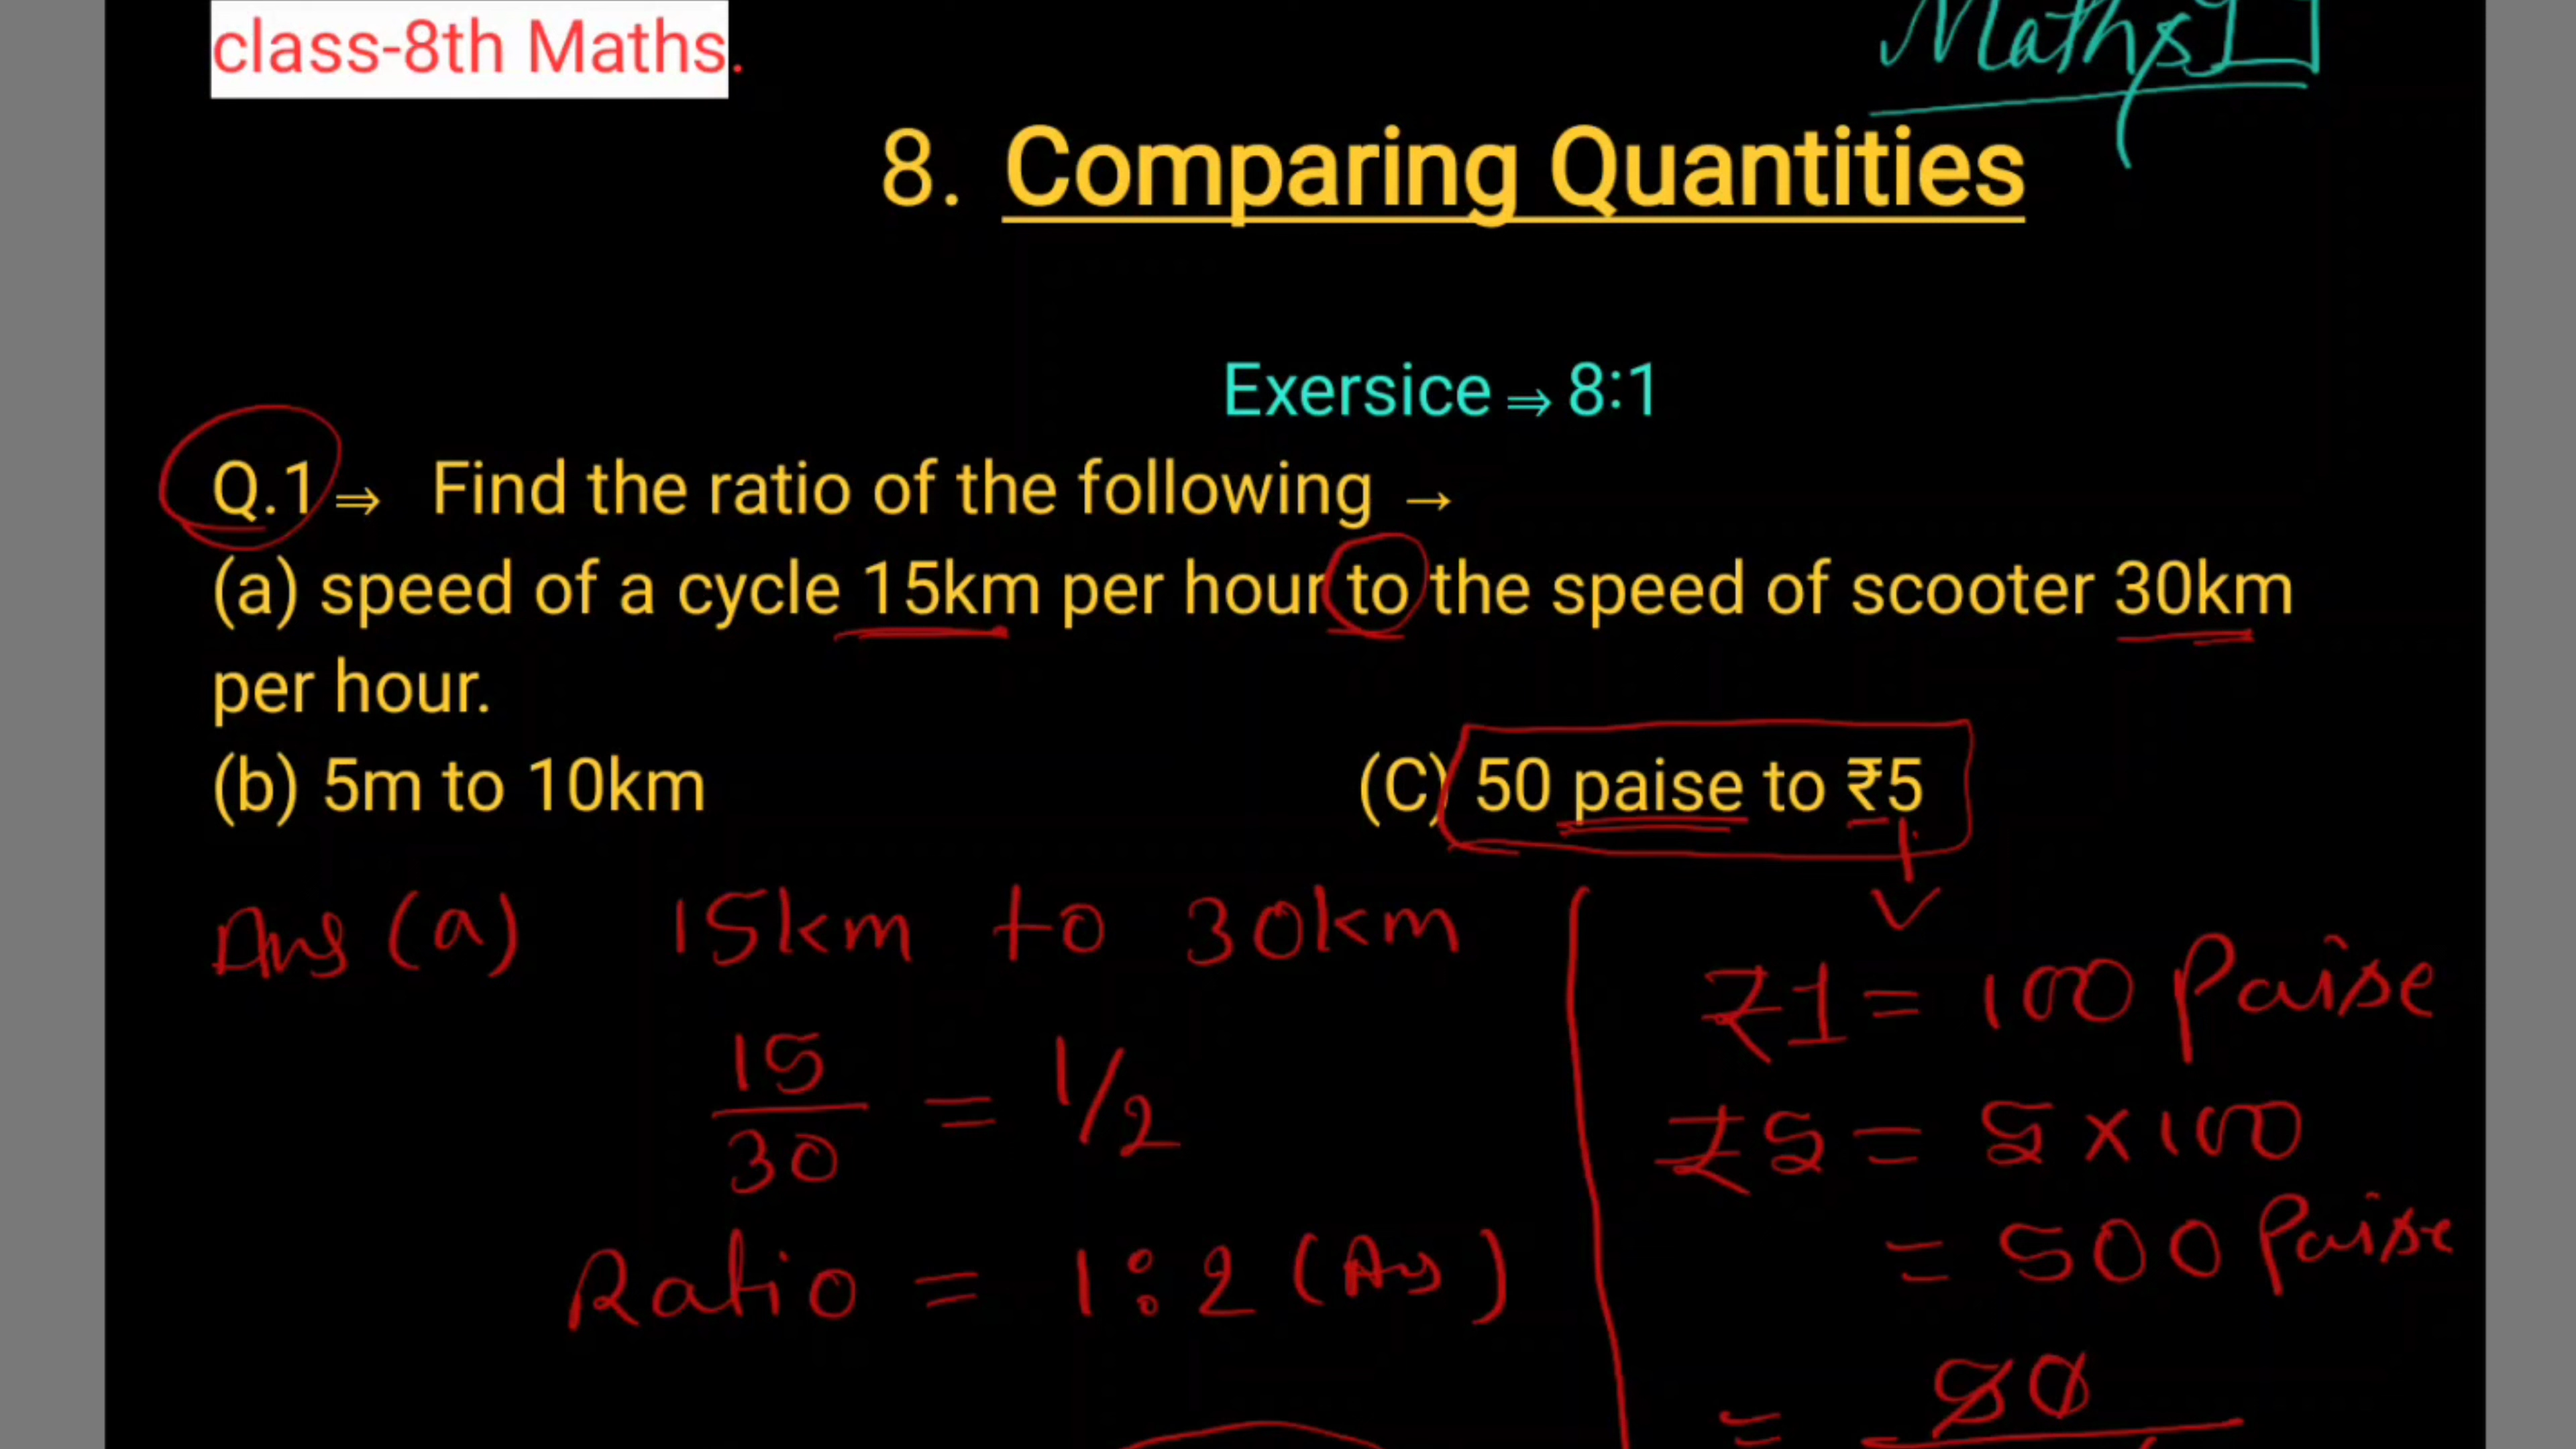 class-8th Maths.
Maths
8. Comparing Quantities
Exersice ⇒ 8:1
Q.1 ⇒ Find the ratio of the following →
(a) speed of a cycle 15km per hour to the speed of scooter 30km
per hour.
(b) 5m to 10km (C) 50 paise to ₹5
Ans (a) 15km to 30km
15/30 = 1/2
Ratio = 1:2 (Ans)
₹1 = 100 Paise
₹5 = 5 × 100
= 500 Paise
= 50